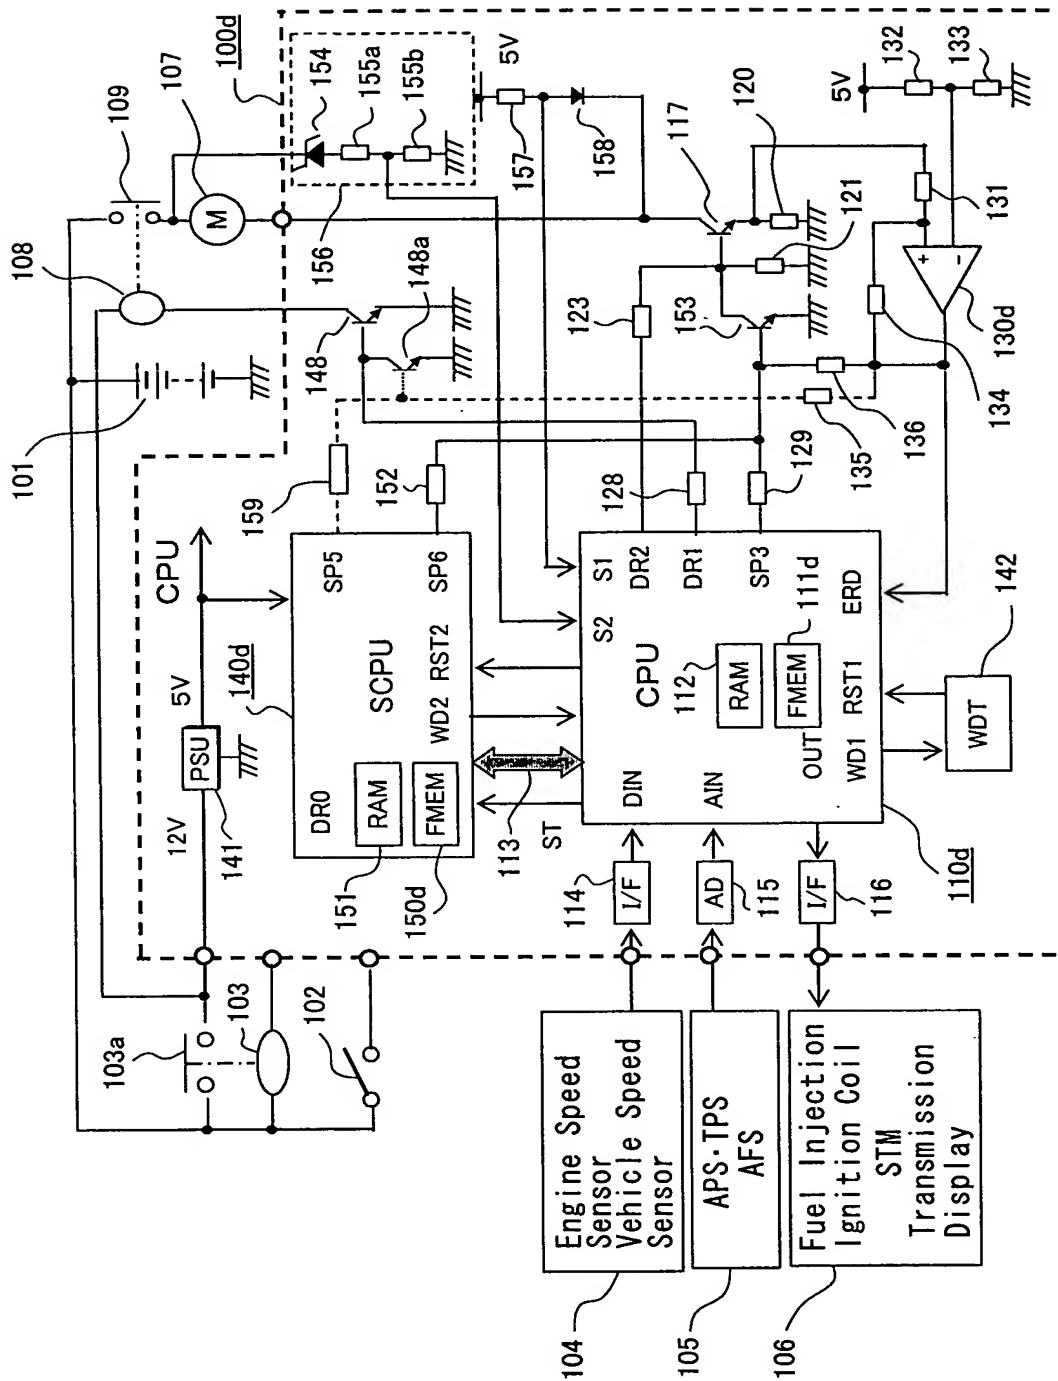 109
107
100d
108
154
155a
155b
5V
157
158
156
101
148
148a
117
120
121
123
153
5V
132
133
131
130d
134
135
136
CPU
5V
12V
PSU
141
140d
159
152
SP5
SP6
SCPU
DR0
RAM
FMEM
WD2
RST2
151
150d
113
ST
128
129
S1
S2
DR2
DR1
SP3
ERD
CPU
112
RAM
111d
FMEM
DIN
AIN
OUT
WD1
RST1
142
WDT
110d
114
I/F
AD
115
I/F
116
103a
103
102
M
+
-
Engine Speed
Sensor
Vehicle Speed
Sensor
104
APS·TPS
AFS
105
Fuel Injection
Ignition Coil
STM
Transmission
Display
106